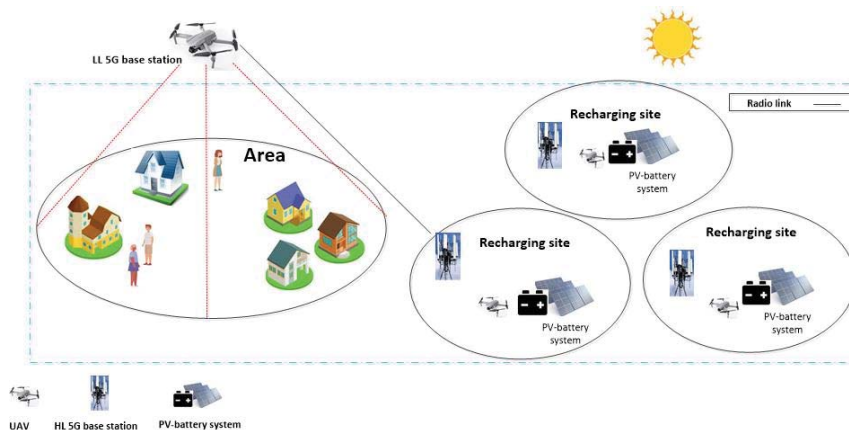 LL 5G base station
Radio link
Recharging site
Area
PV-battery
system
Recharging site
Recharging site
PV-battery
system
PV-battery
system
UAV
HL 5G base station
PV-battery system